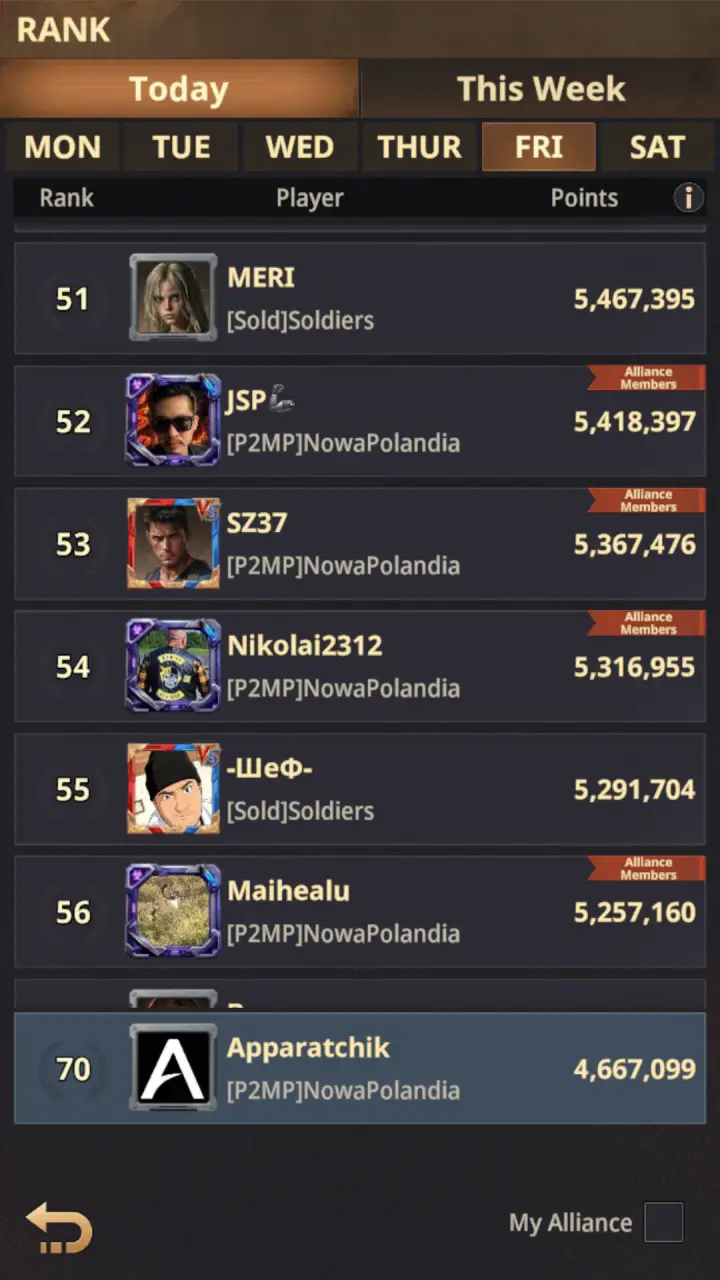 RANK
Today
This Week
MON TUE WED THUR FRI SAT
Rank Player Points
51 MERI
[Sold]Soldiers
5,467,395
Alliance Members
52 JSP🦾
[P2MP]NowaPolandia
5,418,397
Alliance Members
53 SZ37
[P2MP]NowaPolandia
5,367,476
Alliance Members
54 Nikolai2312
[P2MP]NowaPolandia
5,316,955
55 -ШеФ-
[Sold]Soldiers
5,291,704
Alliance Members
56 Maihealu
[P2MP]NowaPolandia
5,257,160
70 Apparatchik
[P2MP]NowaPolandia
4,667,099
My Alliance